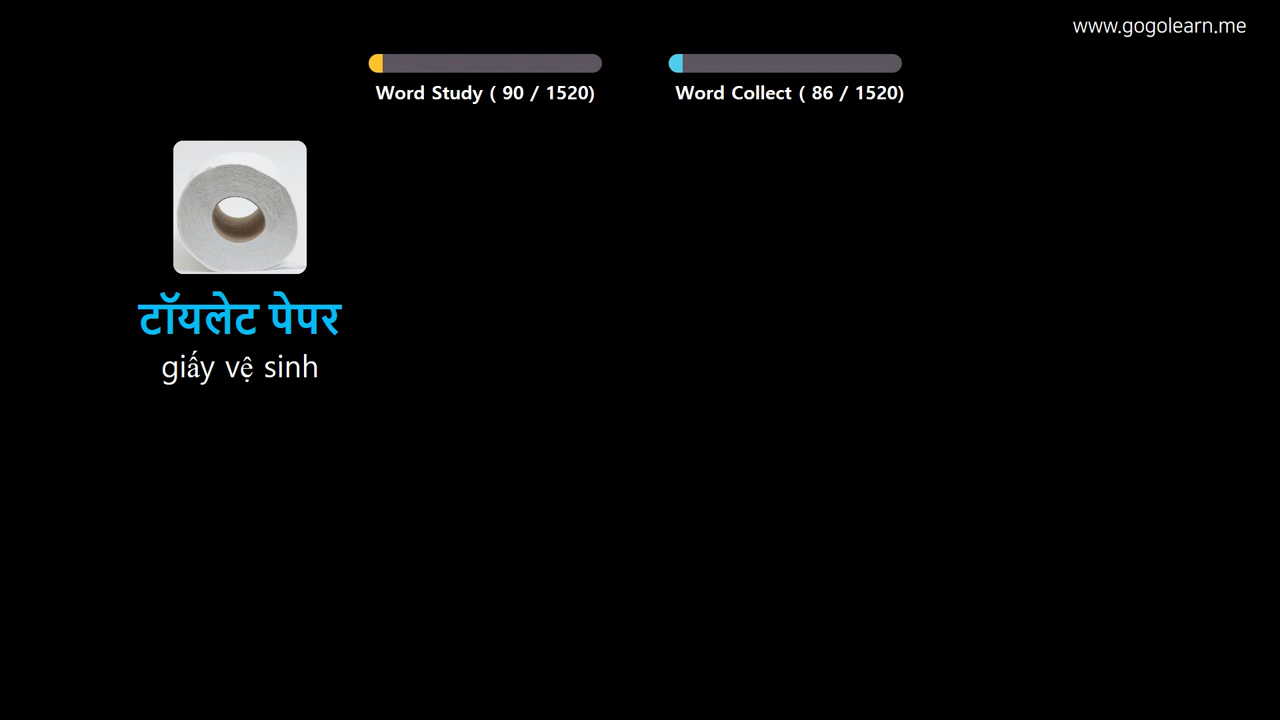 www.gogolearn.me
Word Study ( 90 / 1520)
Word Collect ( 86 / 1520)
टॉयलेट पेपर
giấy vệ sinh